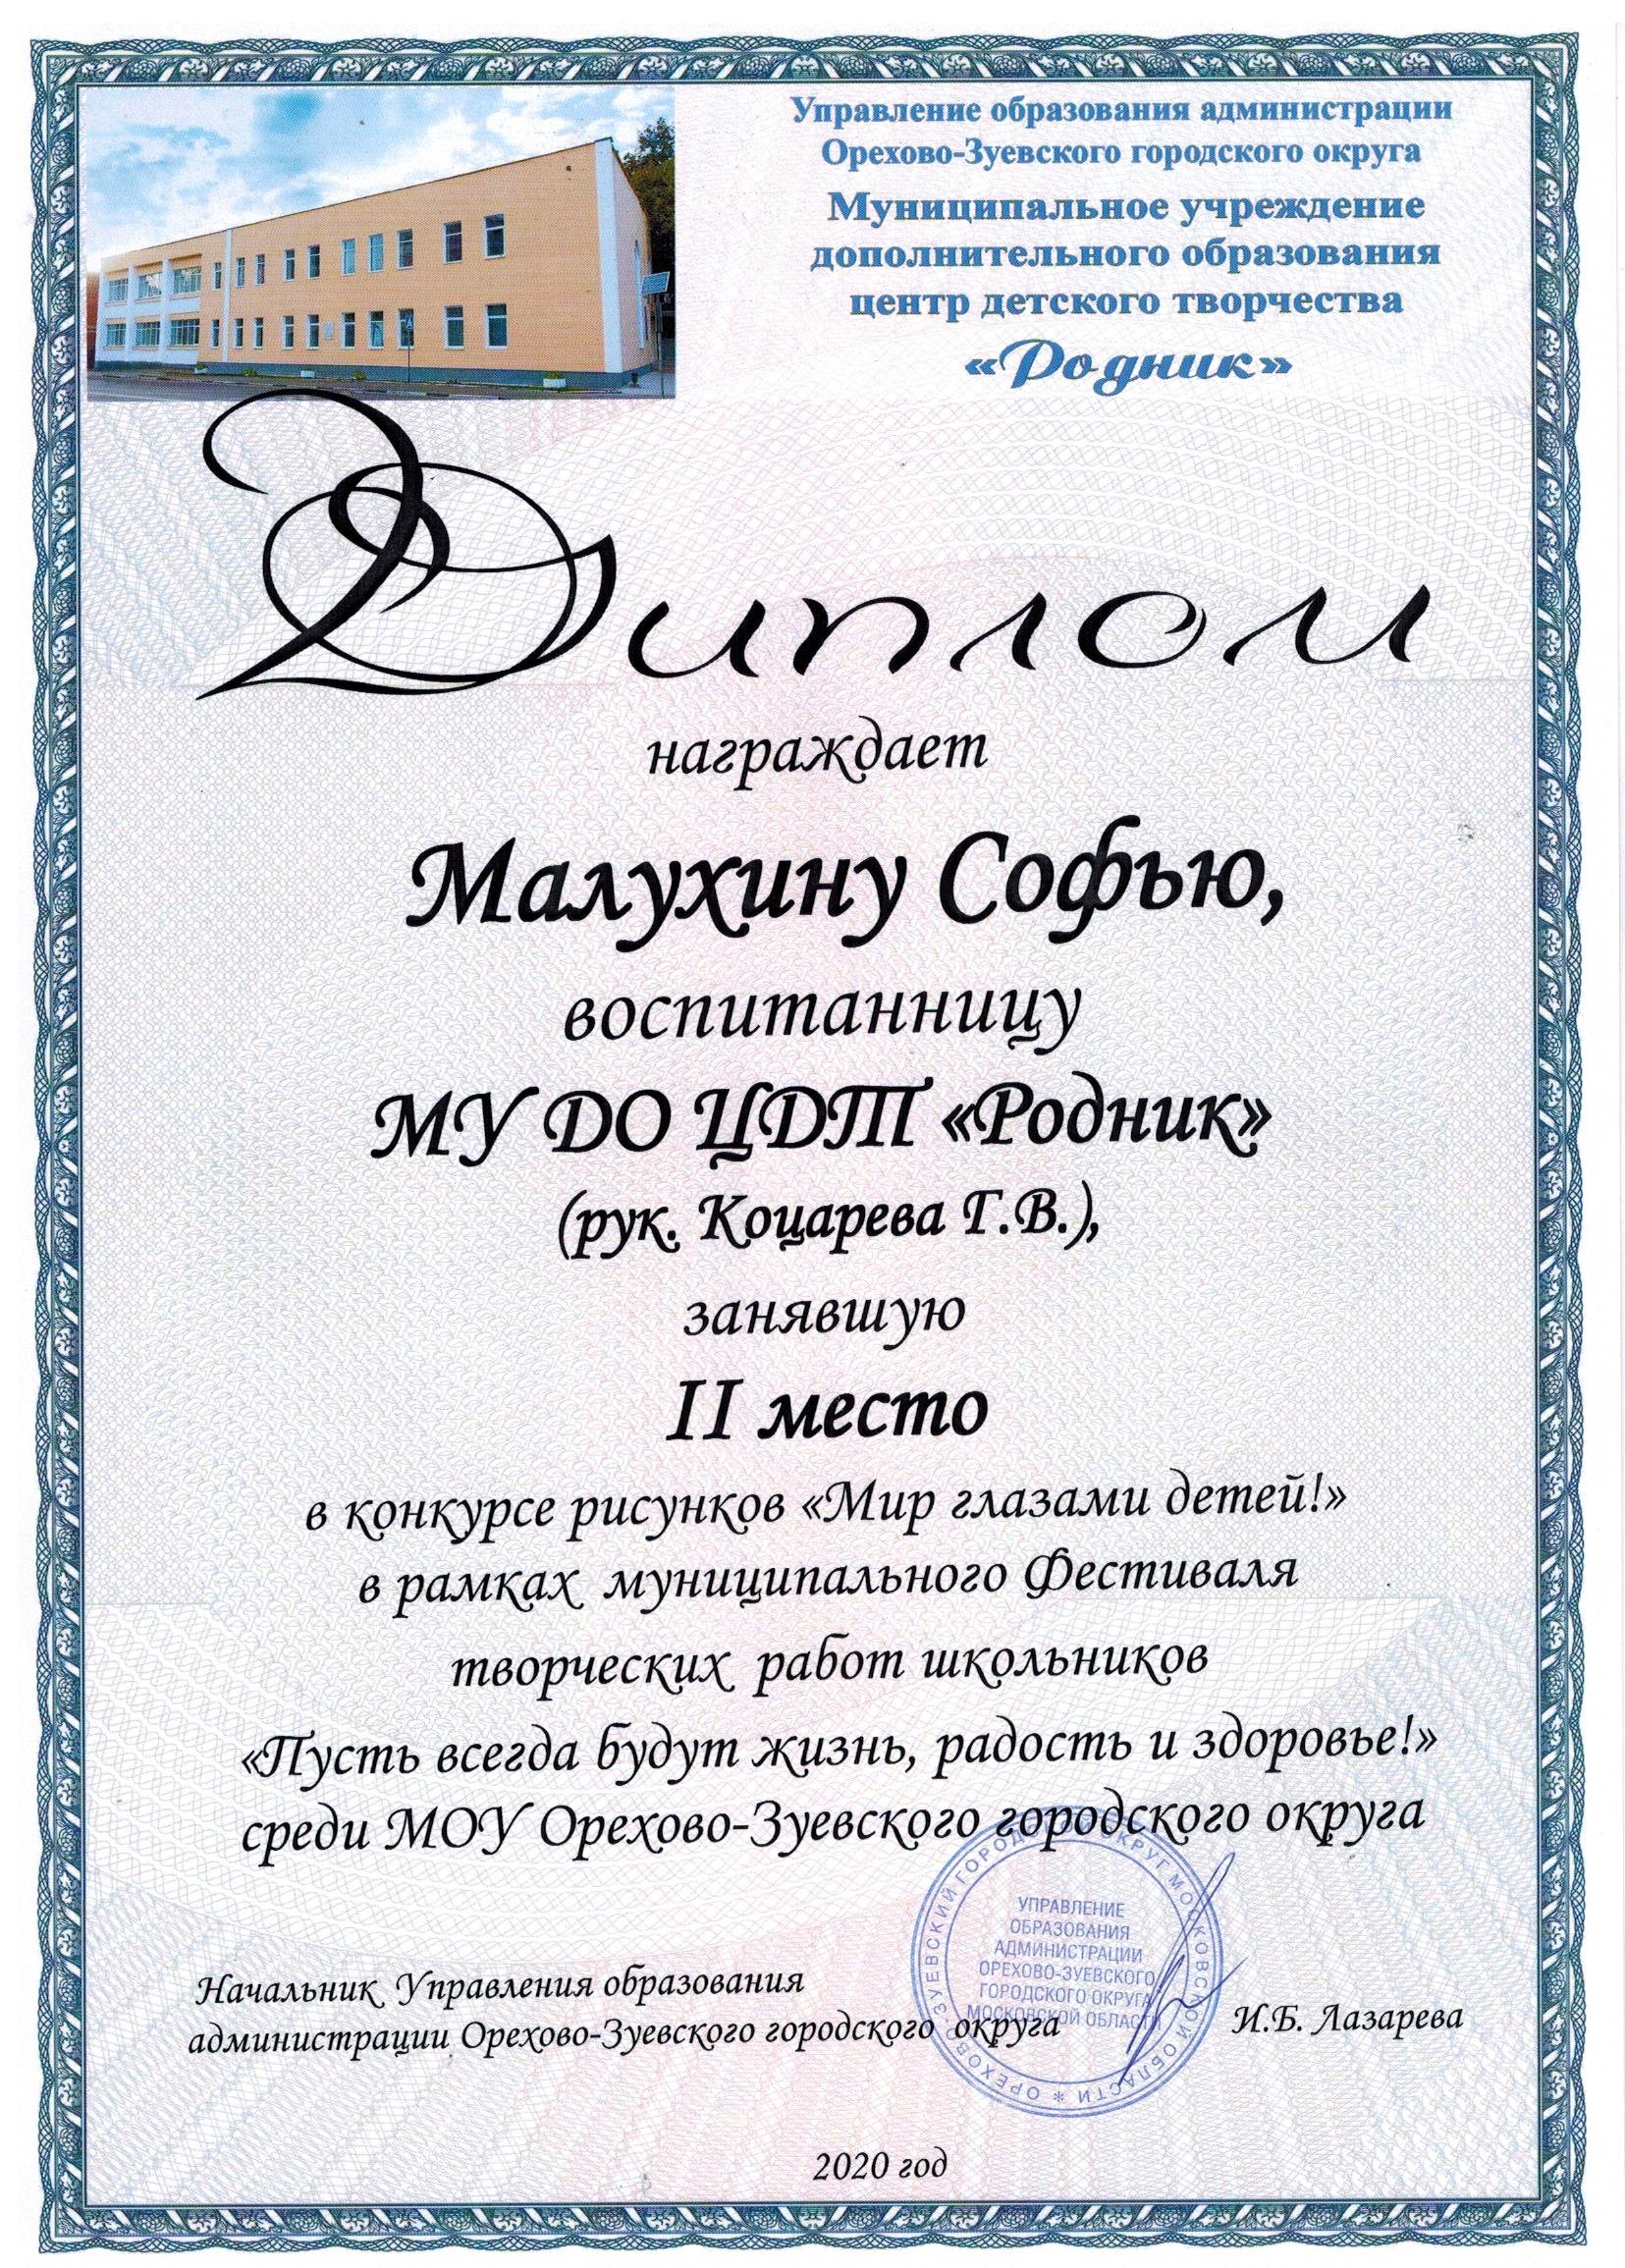 Управление образования администрации
Орехово-Зуевского городского округа
Муниципальное учреждение
дополнительного образования
центр детского творчества
«Родник»
Диплом
награждает
Малухину Софью,
воспитанницу
МУ ДО ЦДТ «Родник»
(рук. Коцарева Г.В.),
занявшую
II место
в конкурсе рисунков «Мир глазами детей!»
в рамках муниципального Фестиваля
творческих работ школьников
«Пусть всегда будут жизнь, радость и здоровье!»
среди МОУ Орехово-Зуевского городского округа
ОРЕХОВО-ЗУЕВСКИЙ ГОРОДСКОЙ ОКРУГ МОСКОВСКОЙ ОБЛАСТИ *
УПРАВЛЕНИЕ
ОБРАЗОВАНИЯ
АДМИНИСТРАЦИИ
ОРЕХОВО-ЗУЕВСКОГО
ГОРОДСКОГО ОКРУГА
МОСКОВСКОЙ ОБЛАСТИ
Начальник Управления образования
администрации Орехово-Зуевского городского округа
И.Б. Лазарева
2020 год